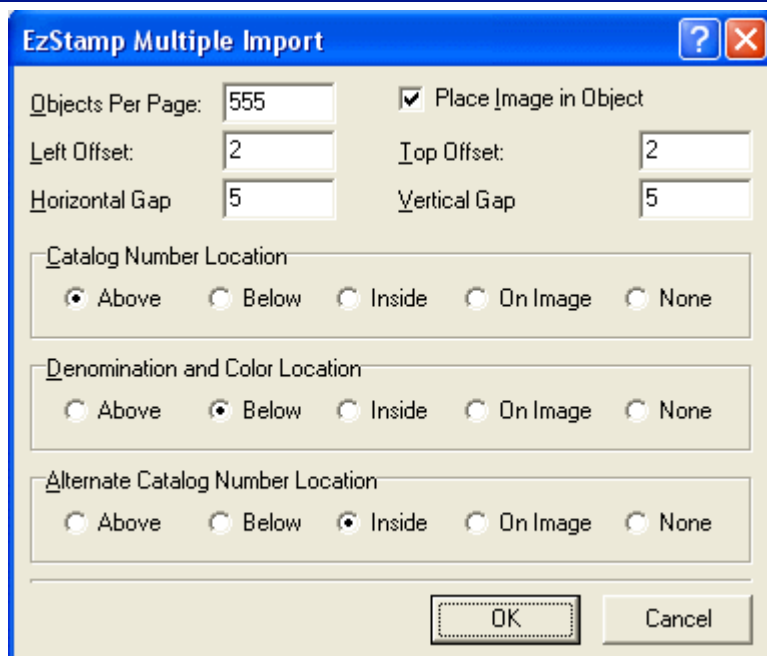 EzStamp Multiple Import
Objects Per Page: 555 Place Image in Object
Left Offset: 2 Top Offset: 2
Horizontal Gap 5 Vertical Gap 5
Catalog Number Location
Above Below Inside On Image None
Denomination and Color Location
Above Below Inside On Image None
Alternate Catalog Number Location
Above Below Inside On Image None
OK Cancel